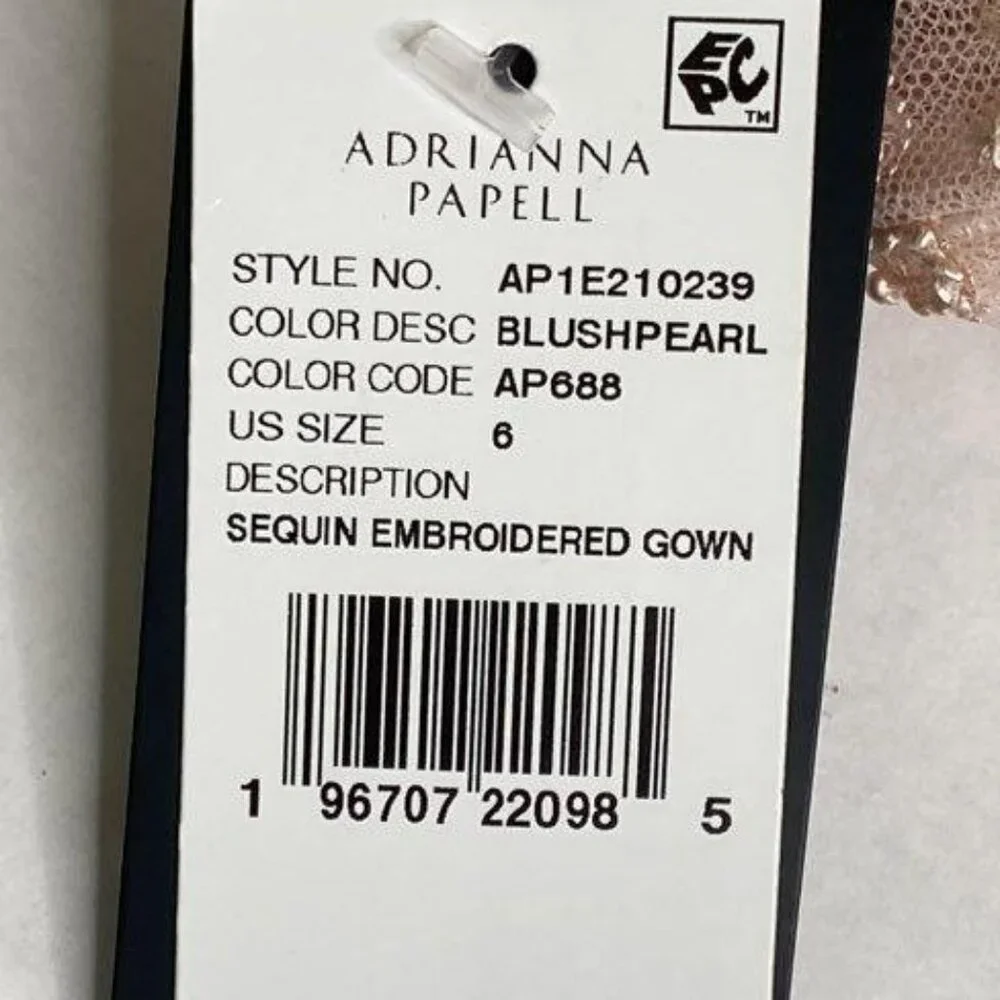 ECP
TM
ADRIANNA
PAPELL
STYLE NO. AP1E210239
COLOR DESC BLUSHPEARL
COLOR CODE AP688
US SIZE 6
DESCRIPTION
SEQUIN EMBROIDERED GOWN
1 96707 22098 5